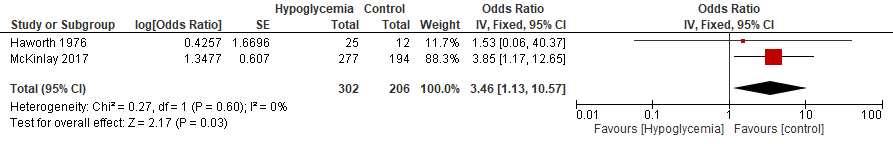 Hypoglycemia Control Odds Ratio Odds Ratio
Study or Subgroup log[Odds Ratio] SE Total Total Weight IV, Fixed, 95% CI IV, Fixed, 95% CI
Haworth 1976 0.4257 1.6696 25 12 11.7% 1.53 [0.06, 40.37]
McKinlay 2017 1.3477 0.607 277 194 88.3% 3.85 [1.17, 12.65]
Total (95% CI) 302 206 100.0% 3.46 [1.13, 10.57]
Heterogeneity: Chi² = 0.27, df = 1 (P = 0.60); I² = 0%
Test for overall effect: Z = 2.17 (P = 0.03)
0.01 0.1 1 10 100
Favours [Hypoglycemia] Favours [control]